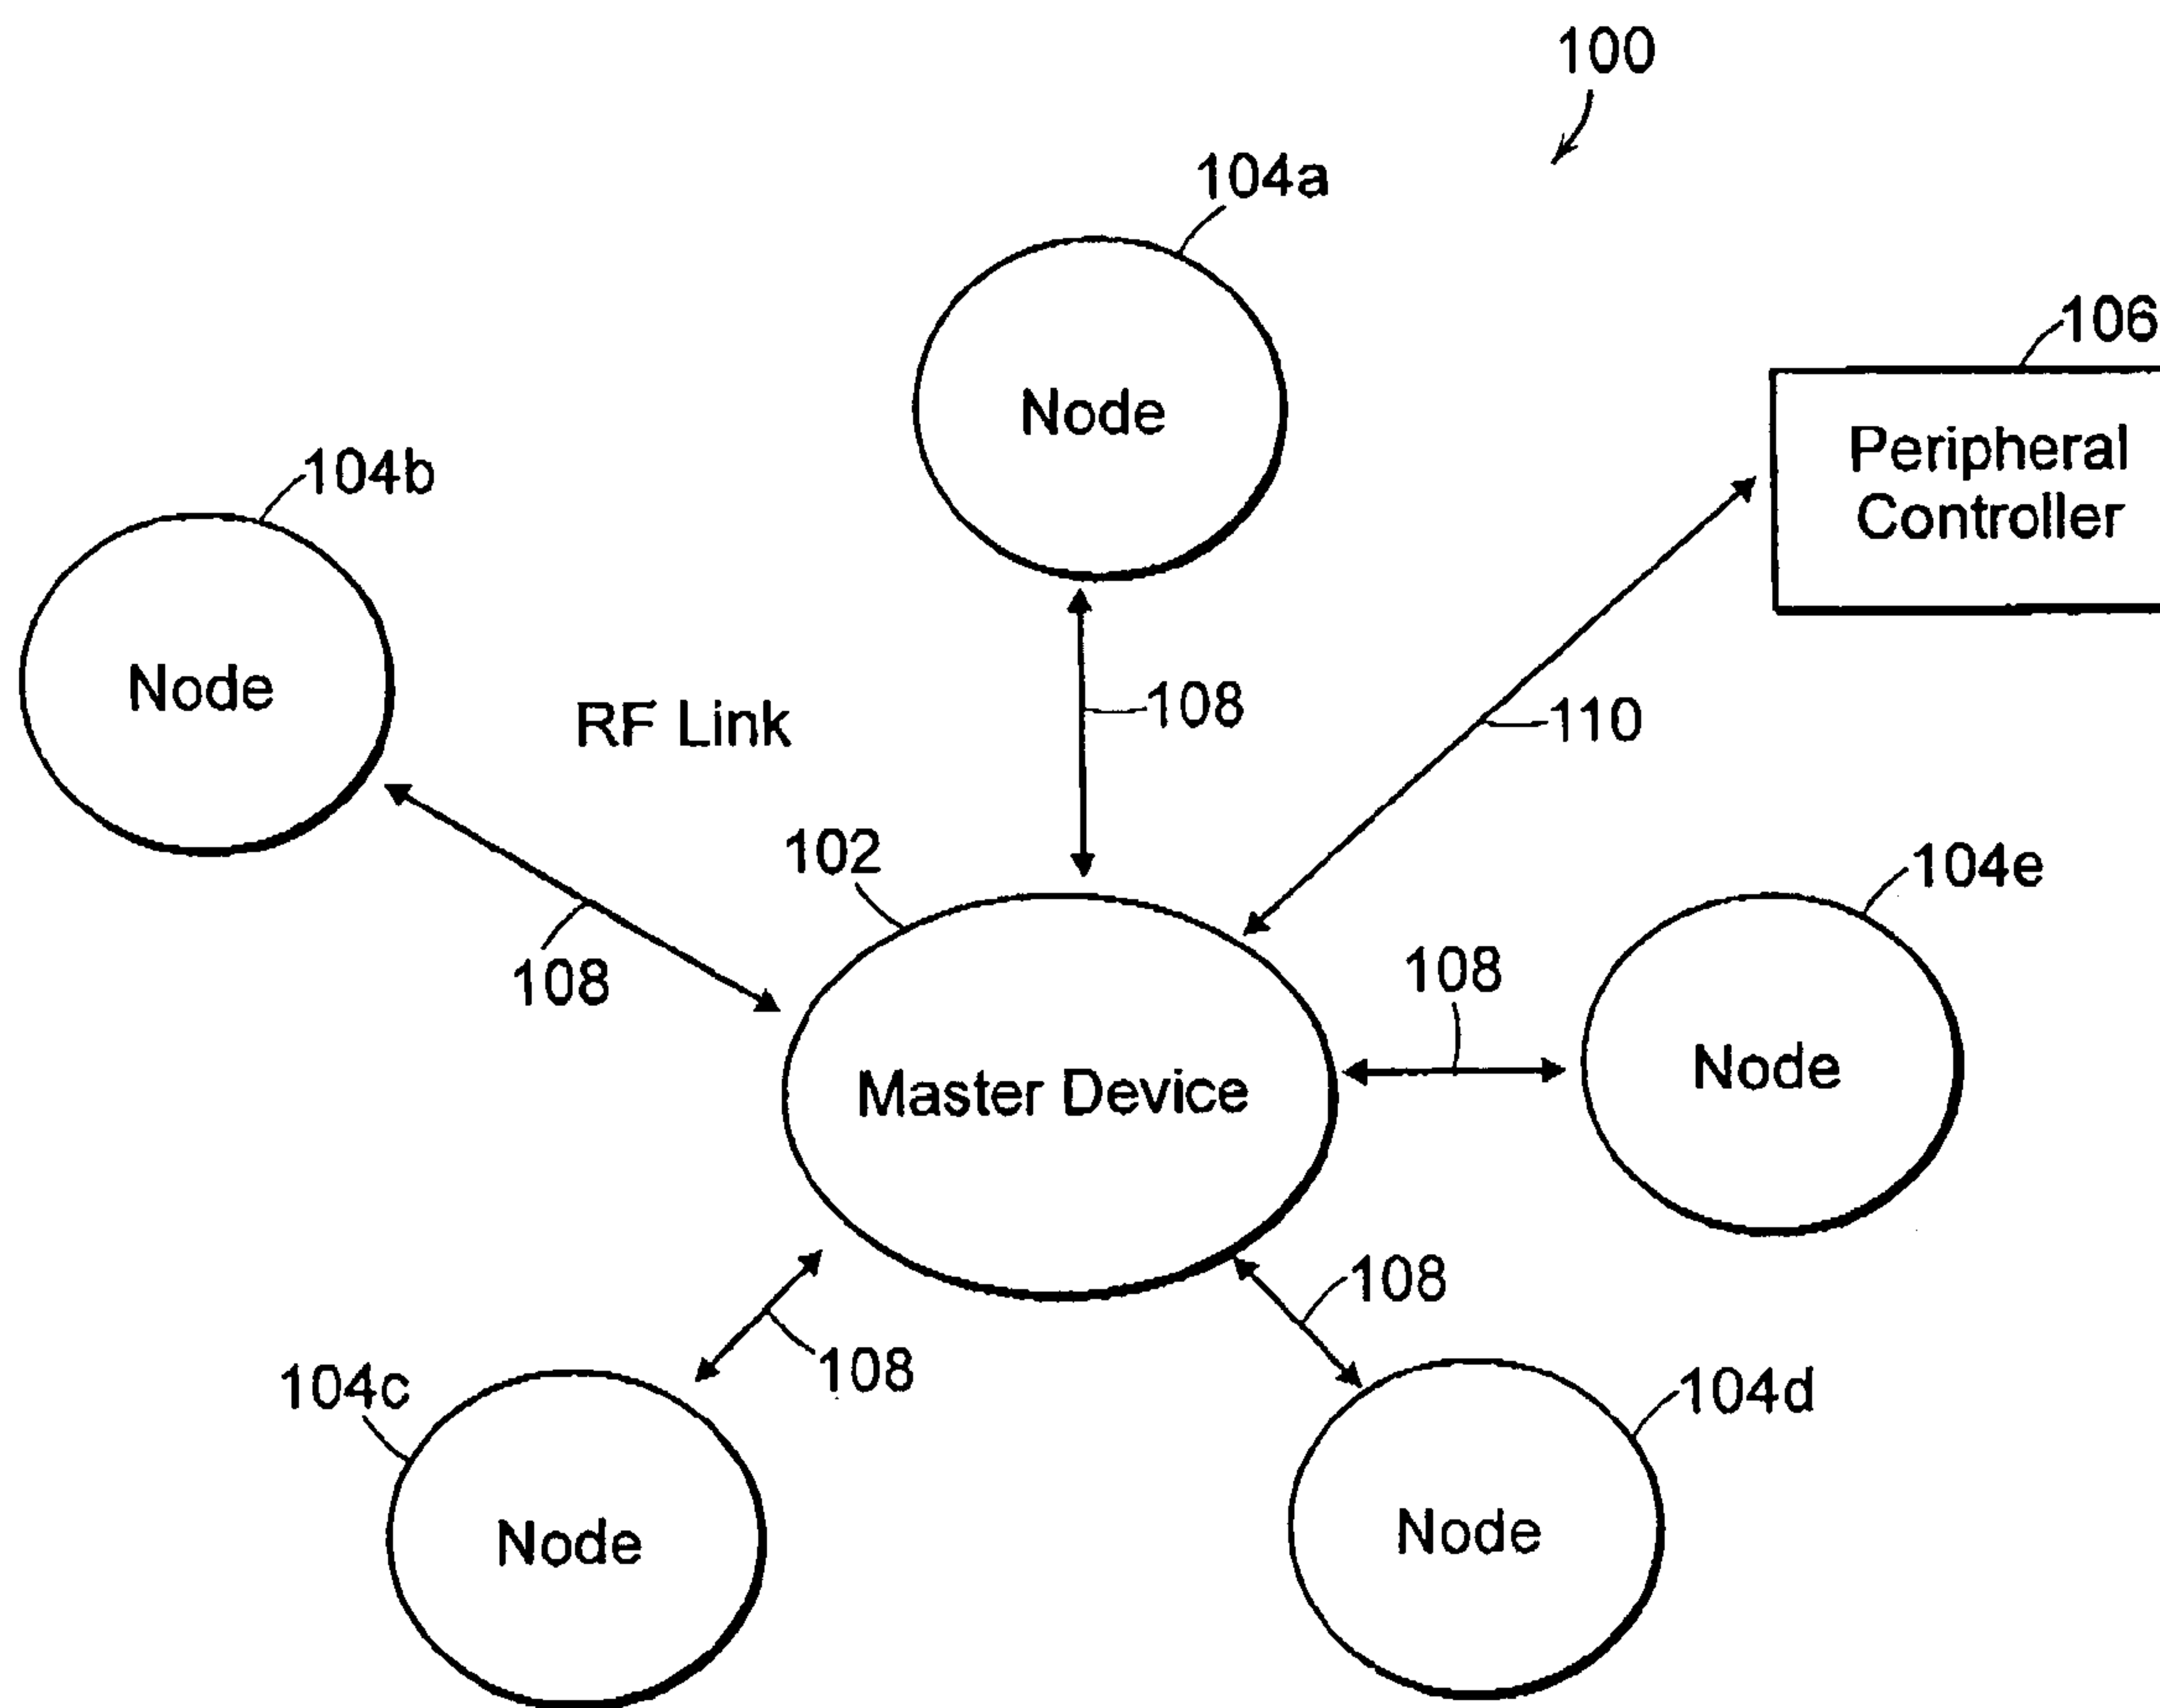 100
104a
106
Node
Peripheral
Controller
104b
Node
RF Link
108
110
102
104e
108
108
Master Device
Node
108
108
104c
104d
Node
Node